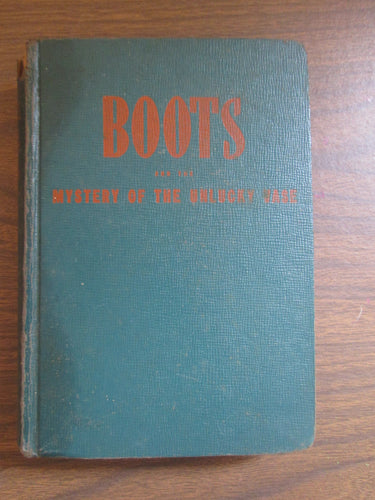 BOOTS
AND THE
MYSTERY OF THE UNLUCKY VASE